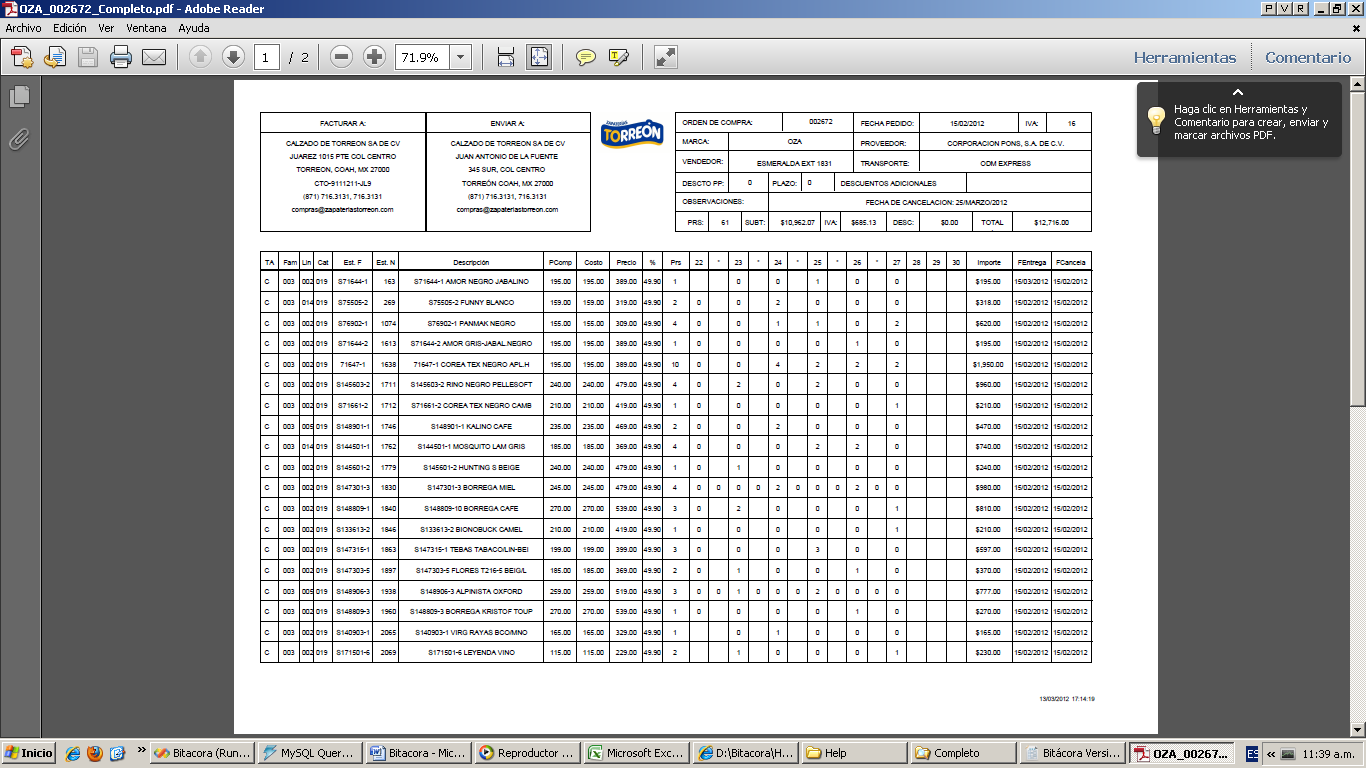 OZA_002672_Completo.pdf - Adobe Reader
P V R
Archivo Edición Ver Ventana Ayuda
1 / 2 71.9% Herramientas Comentario
Haga clic en Herramientas y
Comentario para crear, enviar y
marcar archivos PDF.
FACTURAR A:
CALZADO DE TORREON SA DE CV
JUAREZ 1015 PTE COL CENTRO
TORREON, COAH, MX 27000
CTO-9111211-JL9
(871) 716.3131, 716.3131
compras@zapateriastorreon.com
ENVIAR A:
CALZADO DE TORREON SA DE CV
JUAN ANTONIO DE LA FUENTE
345 SUR, COL CENTRO
TORREÓN COAH, MX 27000
(871) 716.3131, 716.3131
compras@zapateriastorreon.com
TORREÓN
ORDEN DE COMPRA: 002672 FECHA PEDIDO: 15/02/2012 IVA: 16
MARCA: OZA PROVEEDOR: CORPORACION PONS, S.A. DE C.V.
VENDEDOR: ESMERALDA EXT 1831 TRANSPORTE: ODM EXPRESS
DESCTO PP: 0 PLAZO: 0 DESCUENTOS ADICIONALES
OBSERVACIONES: FECHA DE CANCELACION: 25/MARZO/2012
PRS: 61 SUBT: $10,962.07 IVA: $685.13 DESC: $0.00 TOTAL $12,716.00
TA Fam Lin Cat Est. F Est. N Descripción PComp Costo Precio % Prs 22 * 23 * 24 * 25 * 26 * 27 28 29 30 Importe FEntrega FCancela
C 003 002 019 S71644-1 163 S71644-1 AMOR NEGRO JABALINO 195.00 195.00 389.00 49.90 1 0 0 1 0 0 $195.00 15/03/2012 15/02/2012
C 003 014 019 S75505-2 269 S75505-2 FUNNY BLANCO 159.00 159.00 319.00 49.90 2 0 0 2 0 0 0 $318.00 15/02/2012 15/02/2012
C 003 002 019 S76902-1 1074 S76902-1 PANMAK NEGRO 155.00 155.00 309.00 49.90 4 0 0 1 1 0 2 $620.00 15/02/2012 15/02/2012
C 003 002 019 S71644-2 1613 S71644-2 AMOR GRIS-JABAL.NEGRO 195.00 195.00 389.00 49.90 1 0 0 0 0 1 0 $195.00 15/02/2012 15/02/2012
C 003 002 019 71647-1 1638 71647-1 COREA TEX NEGRO APL.H 195.00 195.00 389.00 49.90 10 0 0 4 2 2 2 $1,950.00 15/02/2012 15/02/2012
C 003 002 019 S145603-2 1711 S145603-2 RINO NEGRO PELLESOFT 240.00 240.00 479.00 49.90 4 0 2 0 2 0 0 $960.00 15/02/2012 15/02/2012
C 003 002 019 S71661-2 1712 S71661-2 COREA TEX NEGRO CAMB 210.00 210.00 419.00 49.90 1 0 0 0 0 0 1 $210.00 15/02/2012 15/02/2012
C 003 005 019 S148901-1 1746 S148901-1 KALINO CAFE 235.00 235.00 469.00 49.90 2 0 0 2 0 0 0 $470.00 15/02/2012 15/02/2012
C 003 014 019 S144501-1 1762 S144501-1 MOSQUITO LAM GRIS 185.00 185.00 369.00 49.90 4 0 0 0 2 2 0 $740.00 15/02/2012 15/02/2012
C 003 002 019 S145601-2 1779 S145601-2 HUNTING S BEIGE 240.00 240.00 479.00 49.90 1 0 1 0 0 0 0 $240.00 15/02/2012 15/02/2012
C 003 002 019 S147301-3 1830 S147301-3 BORREGA MIEL 245.00 245.00 479.00 49.90 4 0 0 0 0 2 0 0 0 2 0 0 $980.00 15/02/2012 15/02/2012
C 003 002 019 S148809-1 1840 S148809-10 BORREGA CAFE 270.00 270.00 539.00 49.90 3 0 2 0 0 0 1 $810.00 15/02/2012 15/02/2012
C 003 002 019 S133613-2 1846 S133613-2 BIONOBUCK CAMEL 210.00 210.00 419.00 49.90 1 0 0 0 0 0 1 $210.00 15/02/2012 15/02/2012
C 003 002 019 S147315-1 1863 S147315-1 TEBAS TABACO/LIN-BEI 199.00 199.00 399.00 49.90 3 0 0 0 3 0 0 $597.00 15/02/2012 15/02/2012
C 003 002 019 S147303-5 1897 S147303-5 FLORES T216-5 BEIG/L 185.00 185.00 369.00 49.90 2 0 1 0 0 1 0 $370.00 15/02/2012 15/02/2012
C 003 005 019 S148906-3 1938 S148906-3 ALPINISTA OXFORD 259.00 259.00 519.00 49.90 3 0 0 1 0 0 0 2 0 0 0 0 $777.00 15/02/2012 15/02/2012
C 003 002 019 S148809-3 1960 S148809-3 BORREGA KRISTOF TOUP 270.00 270.00 539.00 49.90 1 0 0 0 0 1 0 $270.00 15/02/2012 15/02/2012
C 003 002 019 S140903-1 2065 S140903-1 VIRG RAYAS BCO/MNO 165.00 165.00 329.00 49.90 1 0 1 0 0 0 $165.00 15/02/2012 15/02/2012
C 003 002 019 S171501-6 2069 S171501-6 LEYENDA VINO 115.00 115.00 229.00 49.90 2 1 0 0 0 1 $230.00 15/02/2012 15/02/2012
13/03/2012 17:14:19
Inicio » Bitacora (Run... MySQL Quer... Bitacora - Mic... Reproductor ... Microsoft Exc... D:\Bitacora\H... Help Completo Bitácora Versi... OZA_00267... ES « 11:39 a.m.